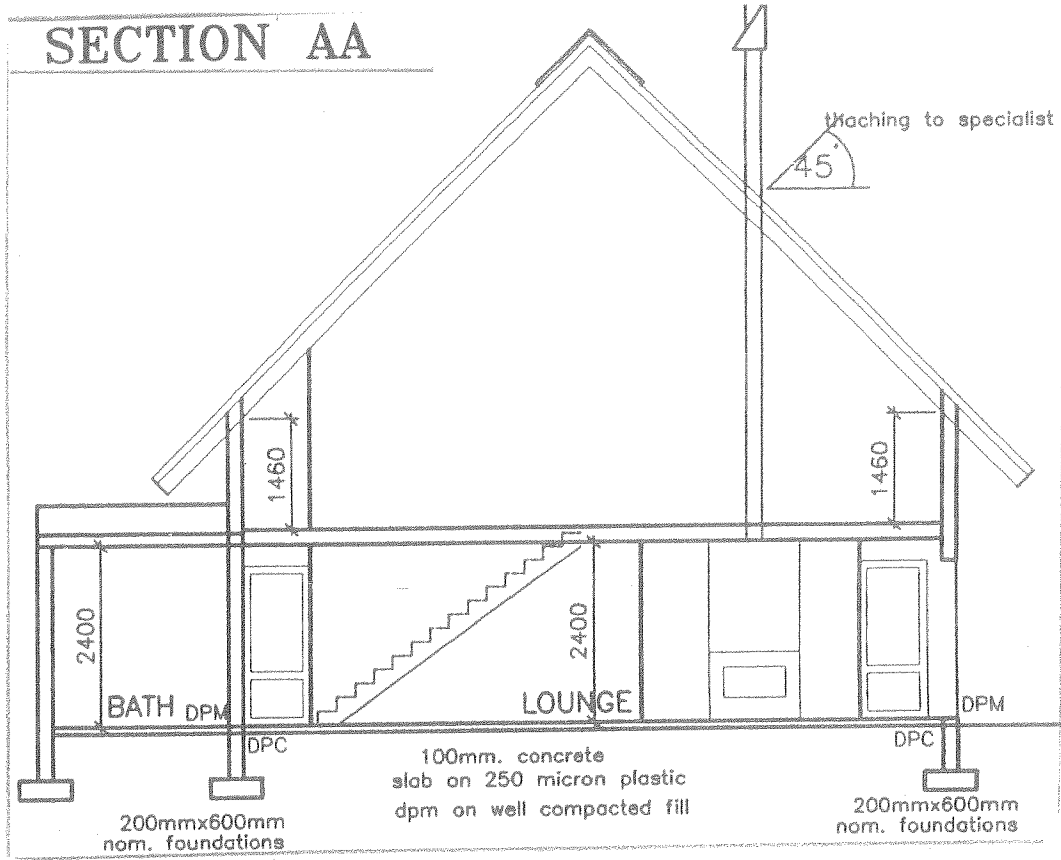 SECTION AA
thaching to specialist
45°
1460
1460
2400
2400
BATH
DPM
LOUNGE
DPM
DPC
DPC
100mm. concrete
slab on 250 micron plastic
dpm on well compacted fill
200mmx600mm
nom. foundations
200mmx600mm
nom. foundations